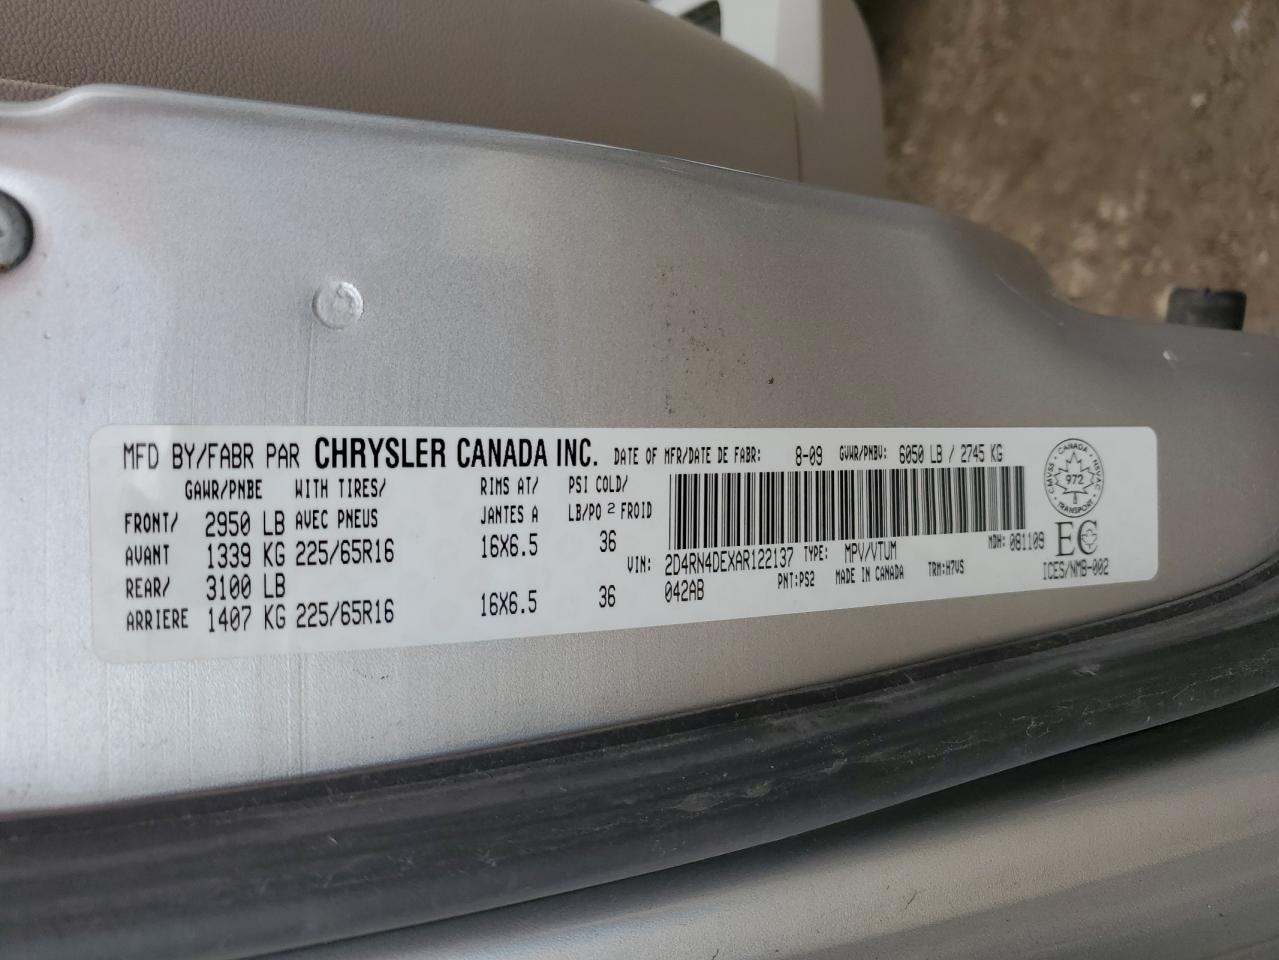 MFD BY/FABR PAR CHRYSLER CANADA INC. DATE OF MFR/DATE DE FABR: 8-09 GVWR/PNBV: 6050 LB / 2745 KG
GAWR/PNBE WITH TIRES/ RIMS AT/ PSI COLD/
FRONT/ 2950 LB AVEC PNEUS JANTES A LB/PO 2 FROID
AVANT 1339 KG 225/65R16 16X6.5 36
REAR/ 3100 LB
ARRIERE 1407 KG 225/65R16 16X6.5 36
VIN: 2D4RN4DEXAR122137 TYPE: MPV/VTUM MDH: 081109
042AB PNT: PS2 MADE IN CANADA TRM: H7VS
CANADA
CMVSS 972 NSVAC
TRANSPORT
EC
ICES/NMB-002